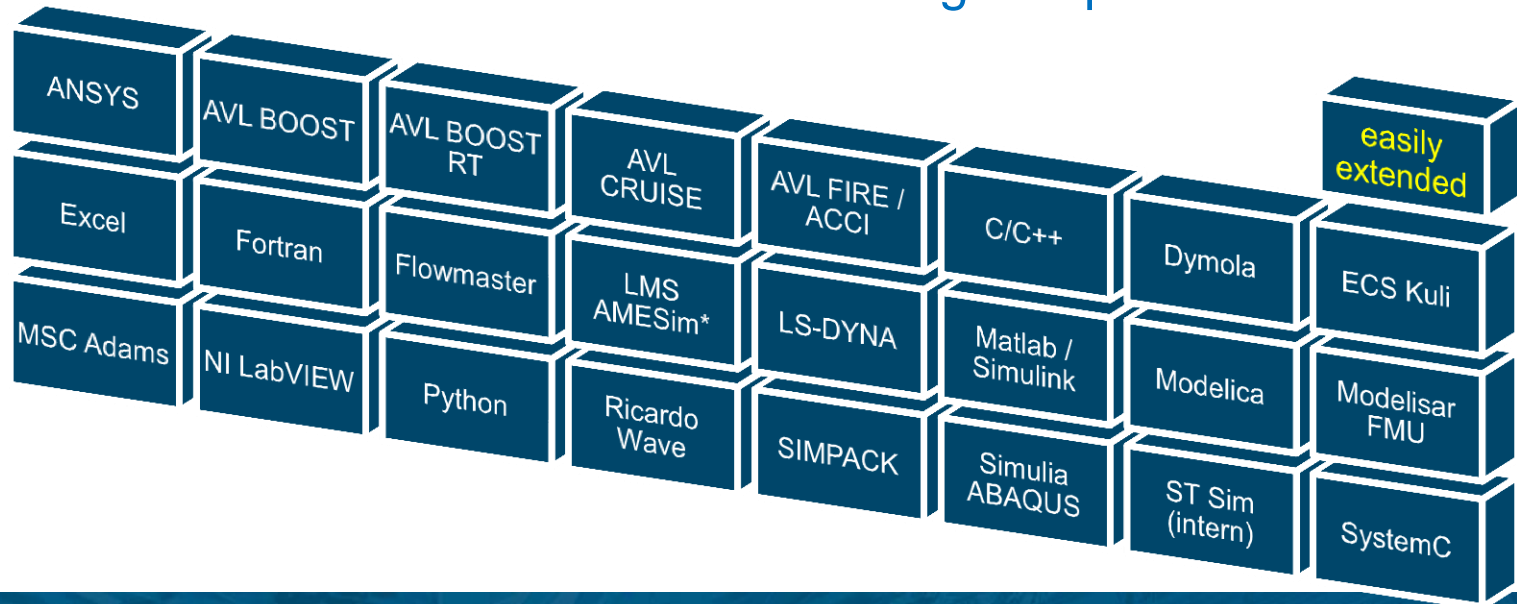 easily
extended
ANSYS
AVL BOOST
AVL BOOST
RT
AVL
CRUISE
AVL FIRE /
ACCI
C/C++
Dymola
ECS Kuli
Excel
Fortran
Flowmaster
LMS
AMESim*
LS-DYNA
Matlab /
Simulink
Modelica
Modelisar
FMU
MSC Adams
NI LabVIEW
Python
Ricardo
Wave
SIMPACK
Simulia
ABAQUS
ST Sim
(intern)
SystemC